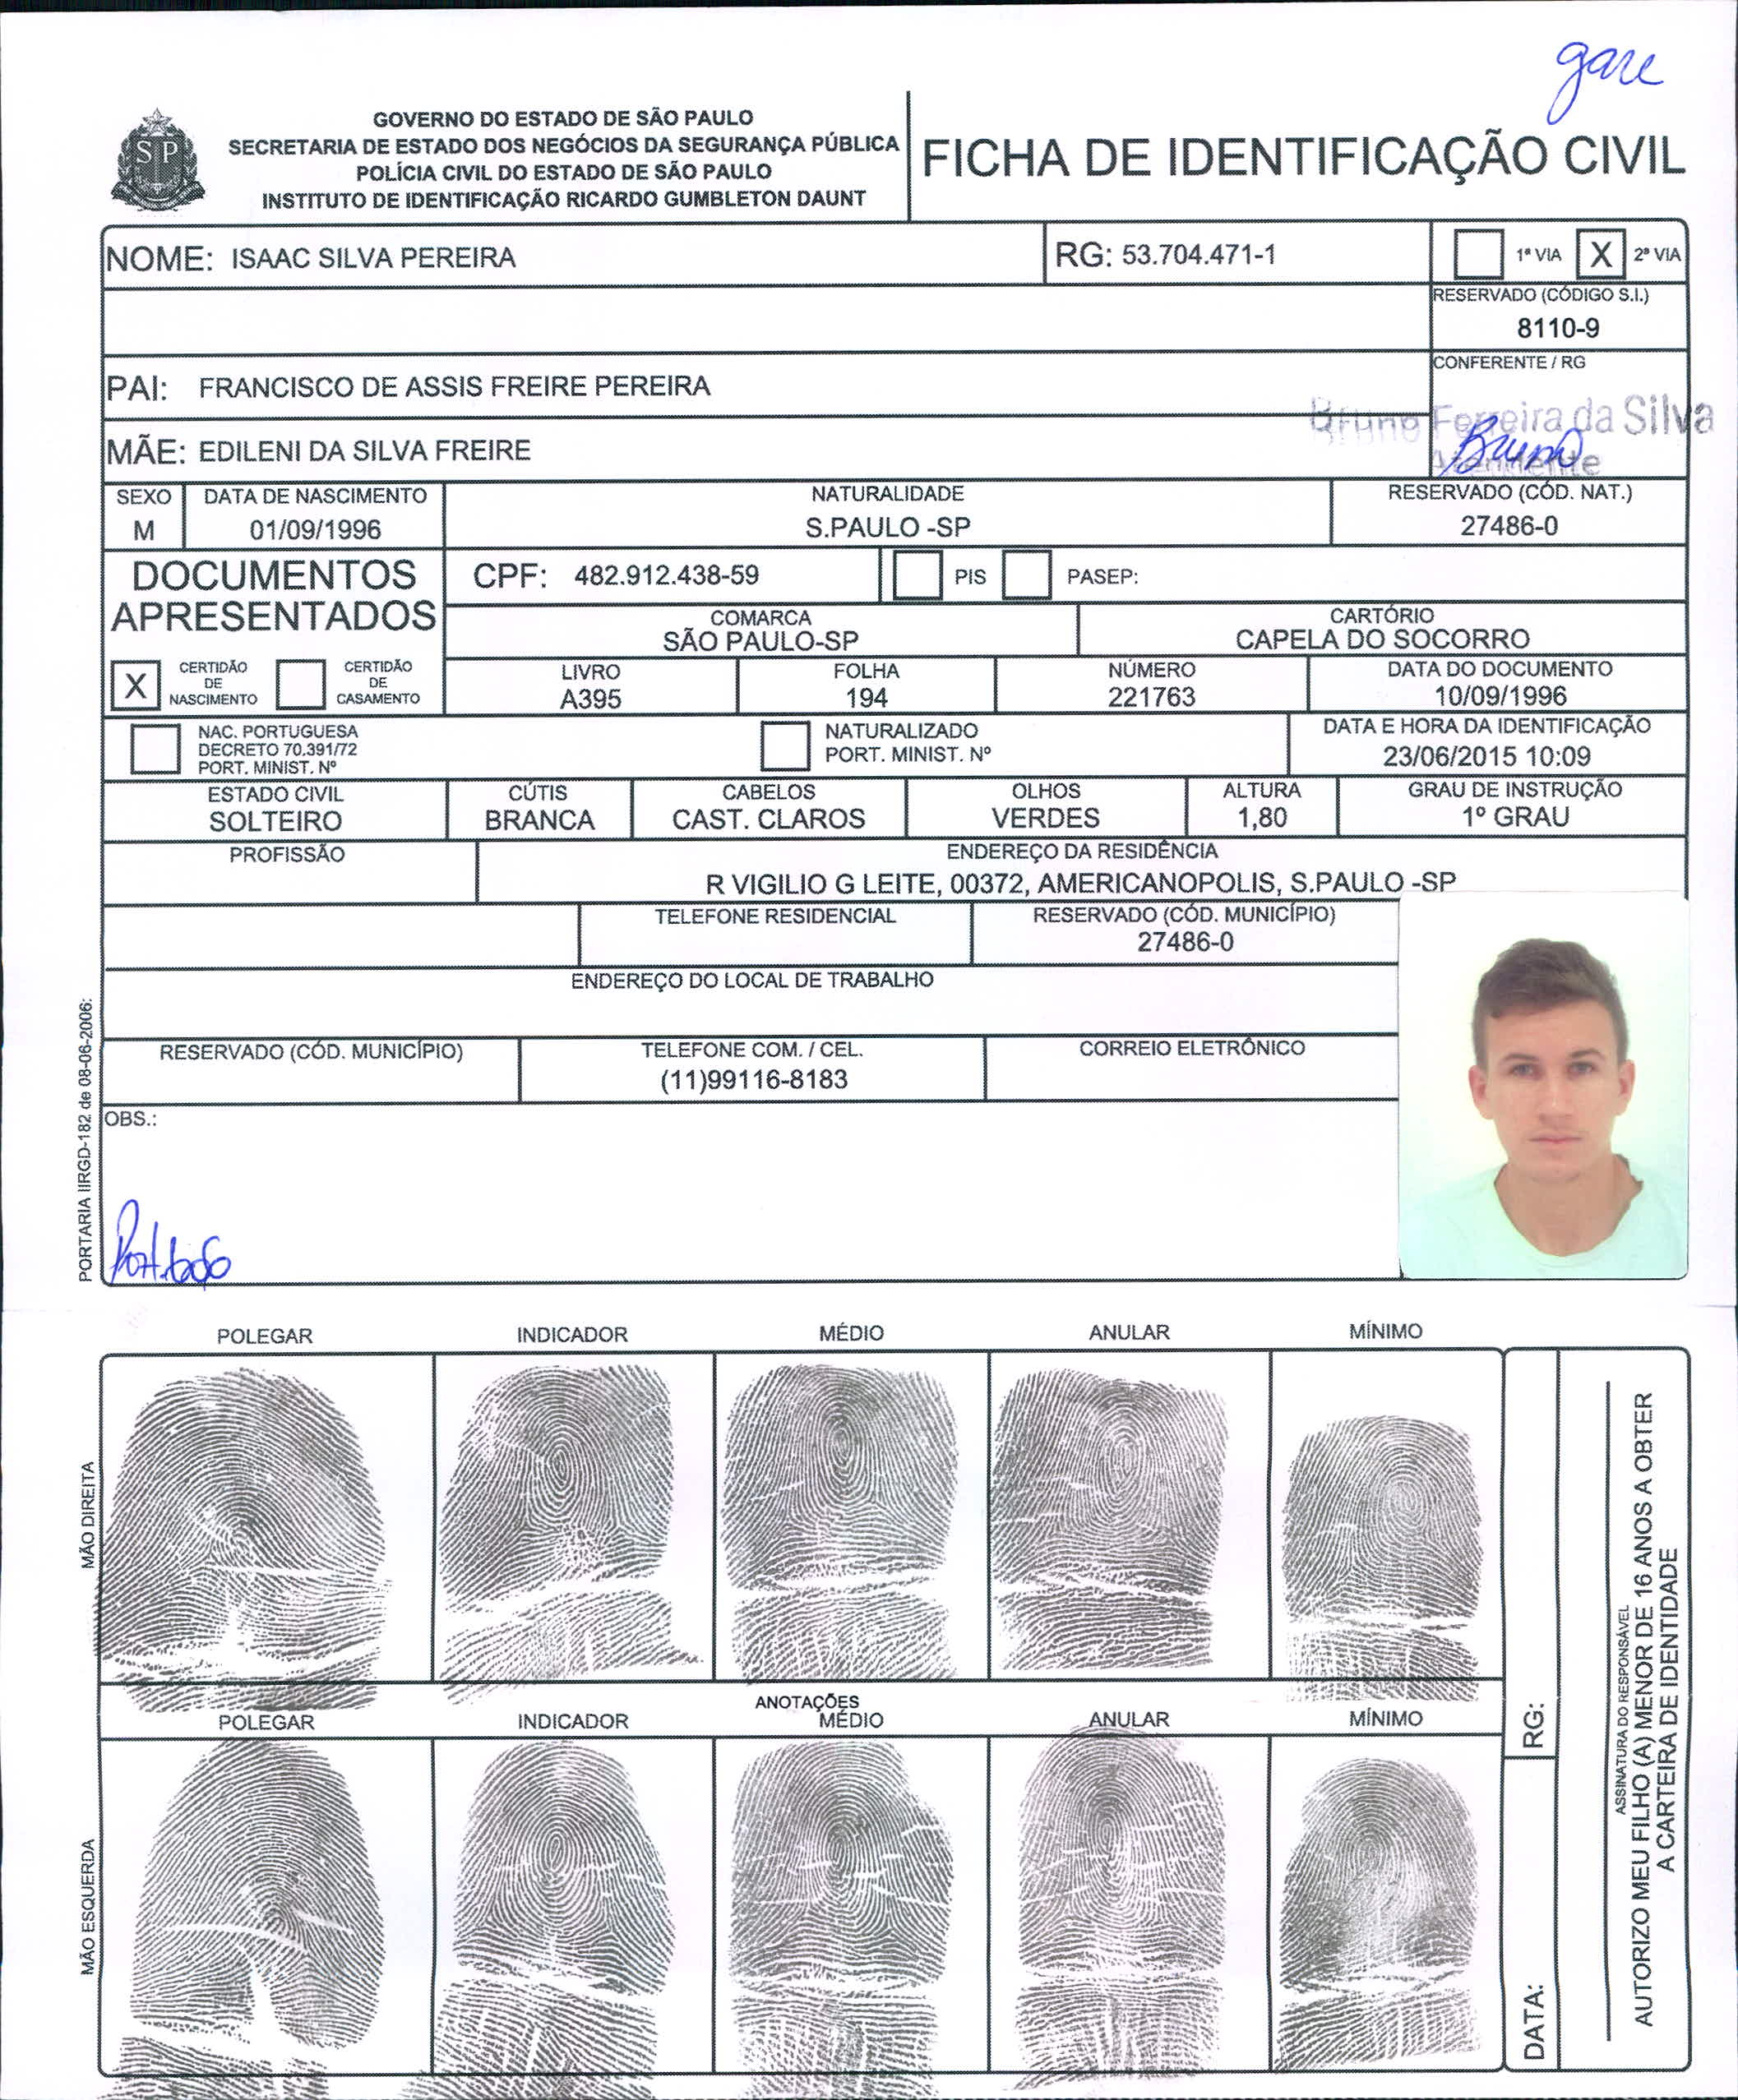 gare
GOVERNO DO ESTADO DE SÃO PAULO
SECRETARIA DE ESTADO DOS NEGÓCIOS DA SEGURANÇA PÚBLICA
POLÍCIA CIVIL DO ESTADO DE SÃO PAULO
INSTITUTO DE IDENTIFICAÇÃO RICARDO GUMBLETON DAUNT
SP
FICHA DE IDENTIFICAÇÃO CIVIL
NOME: ISAAC SILVA PEREIRA
RG: 53.704.471-1
1ª VIA X 2ª VIA
RESERVADO (CÓDIGO S.I.)
8110-9
PAI: FRANCISCO DE ASSIS FREIRE PEREIRA
CONFERENTE / RG
Bruno Ferreira da Silva
Bruno
Atendente
MÃE: EDILENI DA SILVA FREIRE
SEXO
M
DATA DE NASCIMENTO
01/09/1996
NATURALIDADE
S.PAULO -SP
RESERVADO (CÓD. NAT.)
27486-0
DOCUMENTOS
APRESENTADOS
CPF: 482.912.438-59
PIS
PASEP:
COMARCA
SÃO PAULO-SP
CARTÓRIO
CAPELA DO SOCORRO
X
CERTIDÃO
DE
NASCIMENTO
CERTIDÃO
DE
CASAMENTO
LIVRO
A395
FOLHA
194
NÚMERO
221763
DATA DO DOCUMENTO
10/09/1996
NAC. PORTUGUESA
DECRETO 70.391/72
PORT. MINIST. Nº
NATURALIZADO
PORT. MINIST. Nº
DATA E HORA DA IDENTIFICAÇÃO
23/06/2015 10:09
ESTADO CIVIL
SOLTEIRO
CÚTIS
BRANCA
CABELOS
CAST. CLAROS
OLHOS
VERDES
ALTURA
1,80
GRAU DE INSTRUÇÃO
1º GRAU
PROFISSÃO
ENDEREÇO DA RESIDÊNCIA
R VIGILIO G LEITE, 00372, AMERICANOPOLIS, S.PAULO -SP
TELEFONE RESIDENCIAL
RESERVADO (CÓD. MUNICÍPIO)
27486-0
ENDEREÇO DO LOCAL DE TRABALHO
RESERVADO (CÓD. MUNICÍPIO)
TELEFONE COM. / CEL.
(11)99116-8183
CORREIO ELETRÔNICO
OBS.:
PORTARIA IIRGD-182 de 08-06-2006:
POLEGAR INDICADOR MÉDIO ANULAR MÍNIMO
MÃO DIREITA
ANOTAÇÕES
POLEGAR INDICADOR MÉDIO ANULAR MÍNIMO
MÃO ESQUERDA
RG:
DATA:
ASSINATURA DO RESPONSÁVEL
AUTORIZO MEU FILHO (A) MENOR DE 16 ANOS A OBTER
A CARTEIRA DE IDENTIDADE